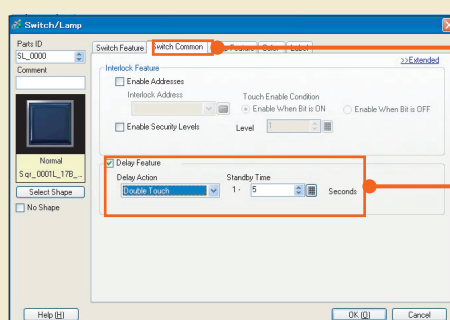 Switch/Lamp
Parts ID
SL_0000
Comment
Normal
Sqr_0001L_17B_...
Select Shape
No Shape
Switch Feature Switch Common Feature Color Label
>>Extended
Interlock Feature
Enable Addresses
Interlock Address
Touch Enable Condition
Enable When Bit is ON
Enable When Bit is OFF
Enable Security Levels
Level 1
Delay Feature
Delay Action
Double Touch
Standby Time
1 - 5 Seconds
Help (H)
OK (O)
Cancel